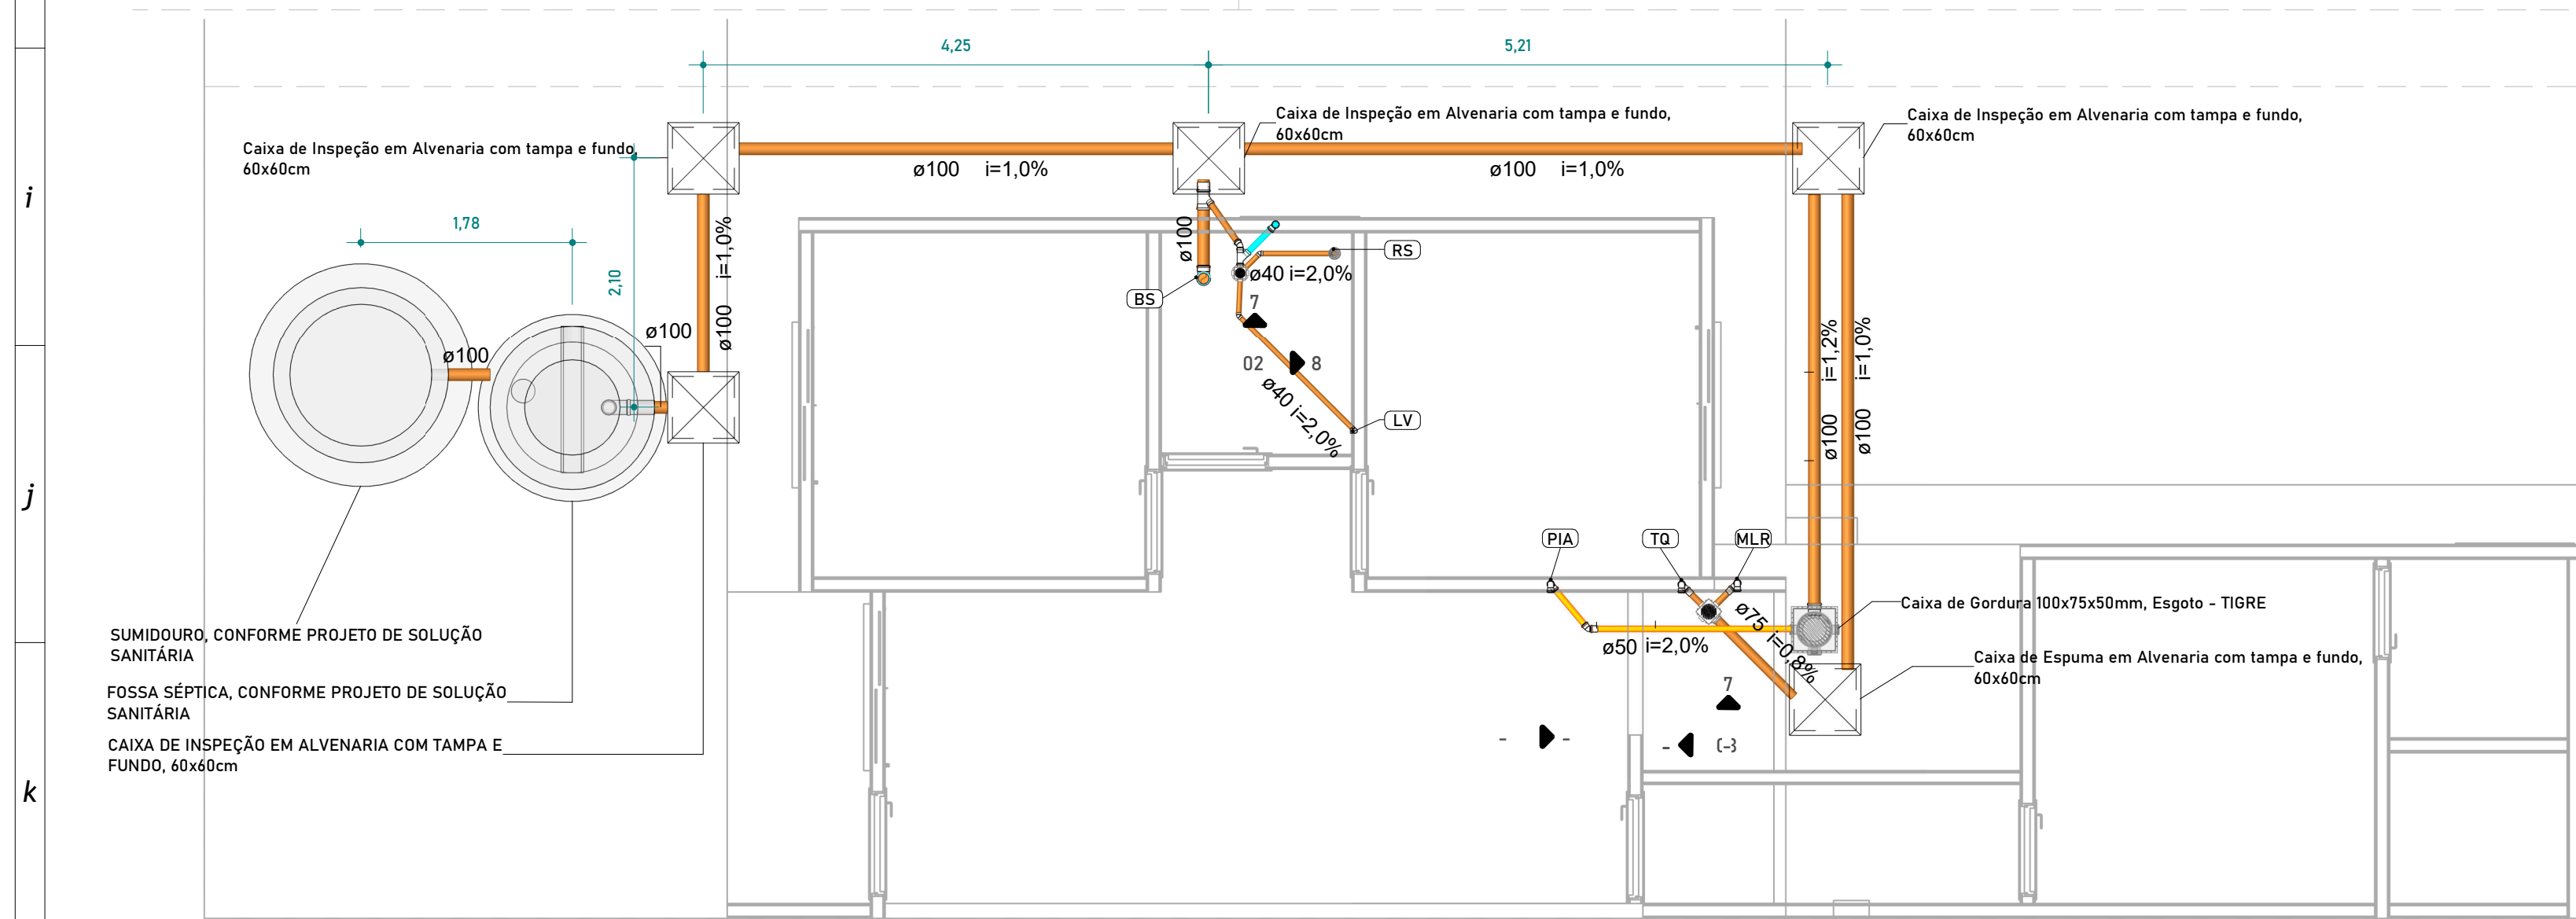 4,25
5,21
Caixa de Inspeção em Alvenaria com tampa e fundo,
60x60cm
Caixa de Inspeção em Alvenaria com tampa e fundo,
60x60cm
Caixa de Inspeção em Alvenaria com tampa e fundo,
60x60cm
ø100 i=1,0%
ø100 i=1,0%
i
1,78
2,10
ø100 i=1,0%
ø100
ø100
ø100
BS
RS
ø40 i=2,0%
7
02
8
ø40 i=2,0%
LV
ø100 i=1,2%
ø100 i=1,0%
j
PIA
TQ
MLR
ø75 i=0,8%
ø50 i=2,0%
Caixa de Gordura 100x75x50mm, Esgoto - TIGRE
Caixa de Espuma em Alvenaria com tampa e fundo,
60x60cm
SUMIDOURO, CONFORME PROJETO DE SOLUÇÃO
SANITÁRIA
FOSSA SÉPTICA, CONFORME PROJETO DE SOLUÇÃO
SANITÁRIA
CAIXA DE INSPEÇÃO EM ALVENARIA COM TAMPA E
FUNDO, 60x60cm
7
-
-
-
k